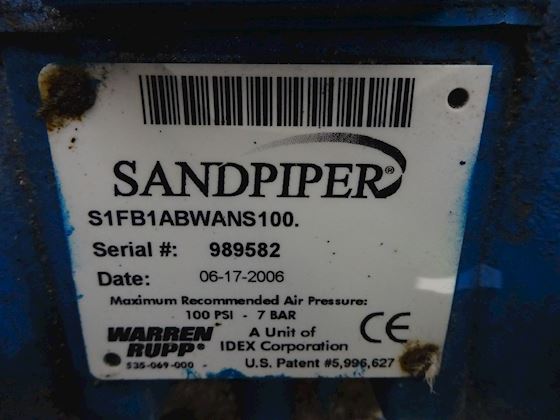 SANDPIPER®
S1FB1ABWANS100.
Serial #: 989582
Date: 06-17-2006
Maximum Recommended Air Pressure:
100 PSI - 7 BAR
WARREN RUPP®
A Unit of
IDEX Corporation
CE
535-069-000
U.S. Patent #5,996,627